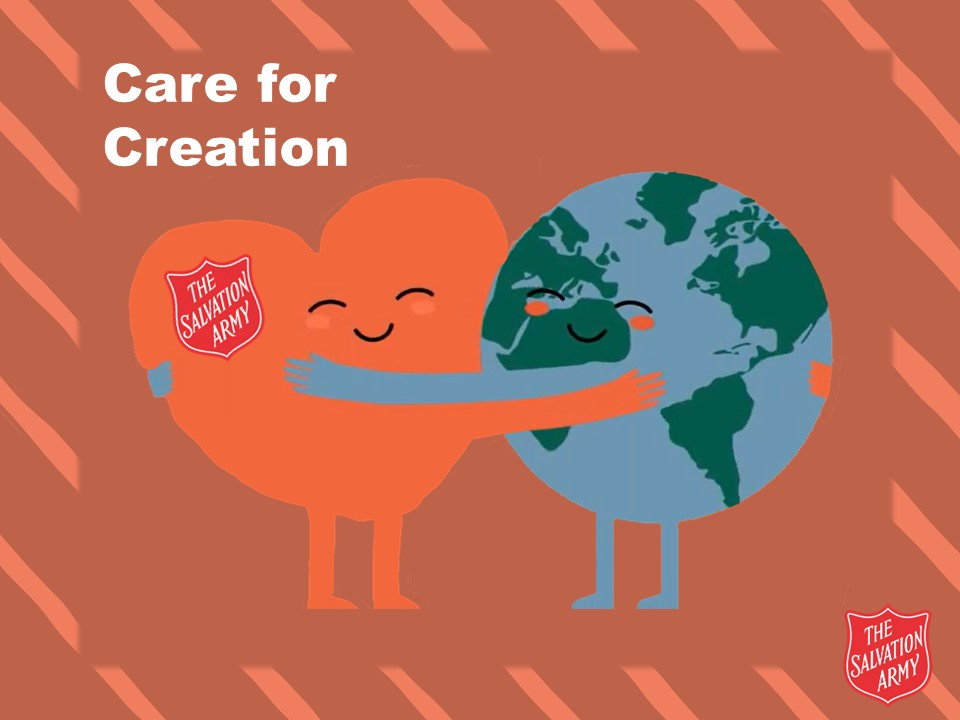 Care for
Creation
THE
SALVATION
ARMY
THE
SALVATION
ARMY